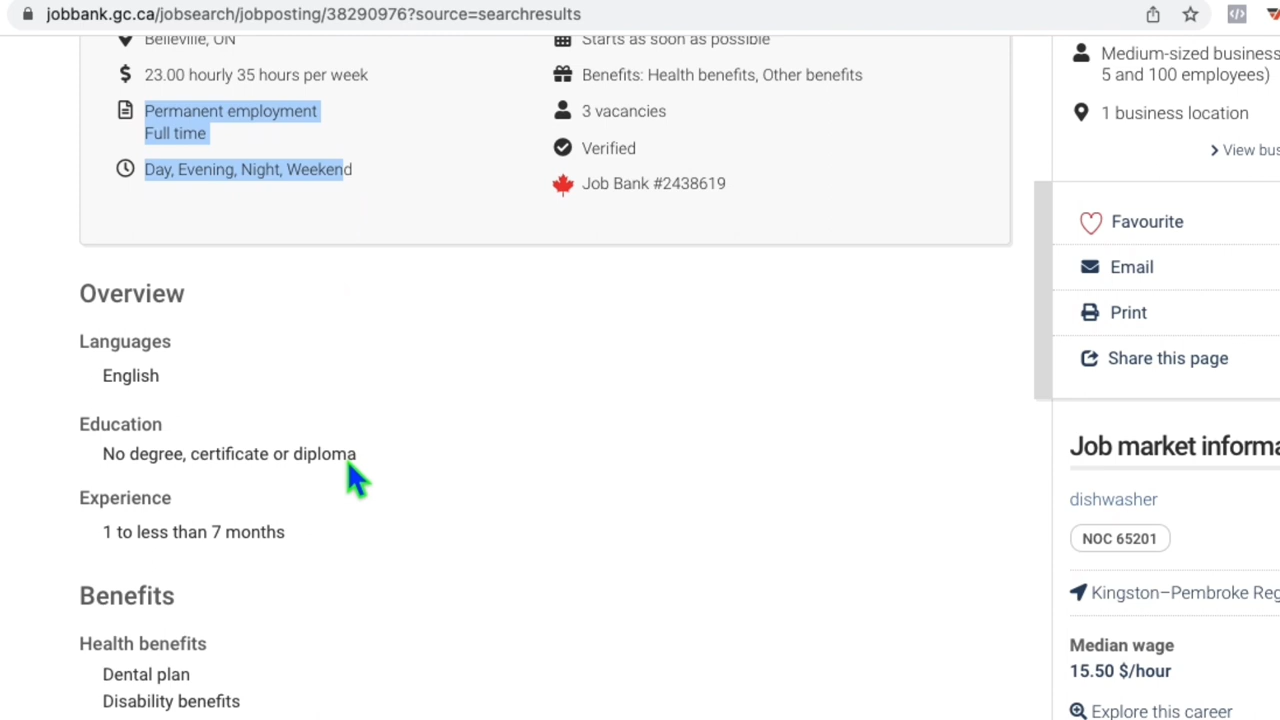 jobbank.gc.ca/jobsearch/jobposting/38290976?source=searchresults
Belleville, ON
23.00 hourly 35 hours per week
Permanent employment
Full time
Day, Evening, Night, Weekend
Starts as soon as possible
Benefits: Health benefits, Other benefits
3 vacancies
Verified
Job Bank #2438619
Overview
Languages
English
Education
No degree, certificate or diploma
Experience
1 to less than 7 months
Benefits
Health benefits
Dental plan
Disability benefits
Medium-sized business
5 and 100 employees)
1 business location
View bus
Favourite
Email
Print
Share this page
Job market informa
dishwasher
NOC 65201
Kingston–Pembroke Reg
Median wage
15.50 $/hour
Explore this career